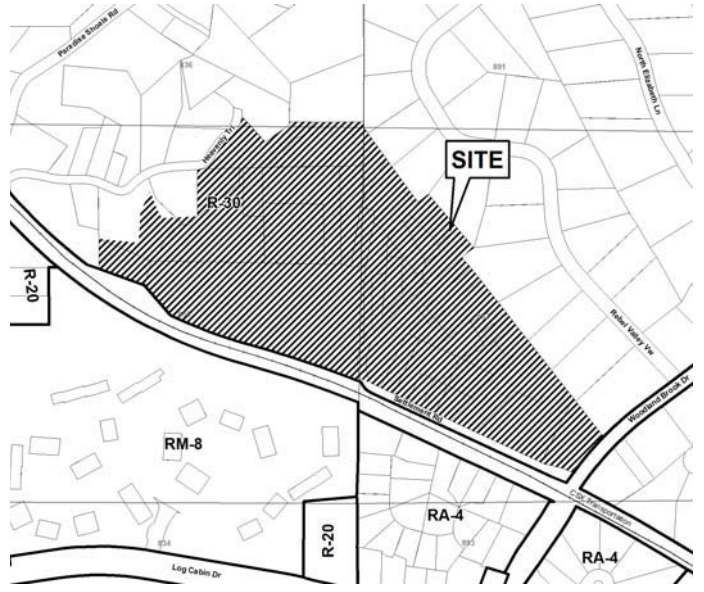 Paradise Shoals Rd
836
891
North Elizabeth Ln
Heavenly Trl
SITE
R-30
R-20
Rebel Valley Vw
Settlement Rd
Woodland Brook Dr
RM-8
CSX Transportation
RA-4
R-20
RA-4
834
893
Log Cabin Dr